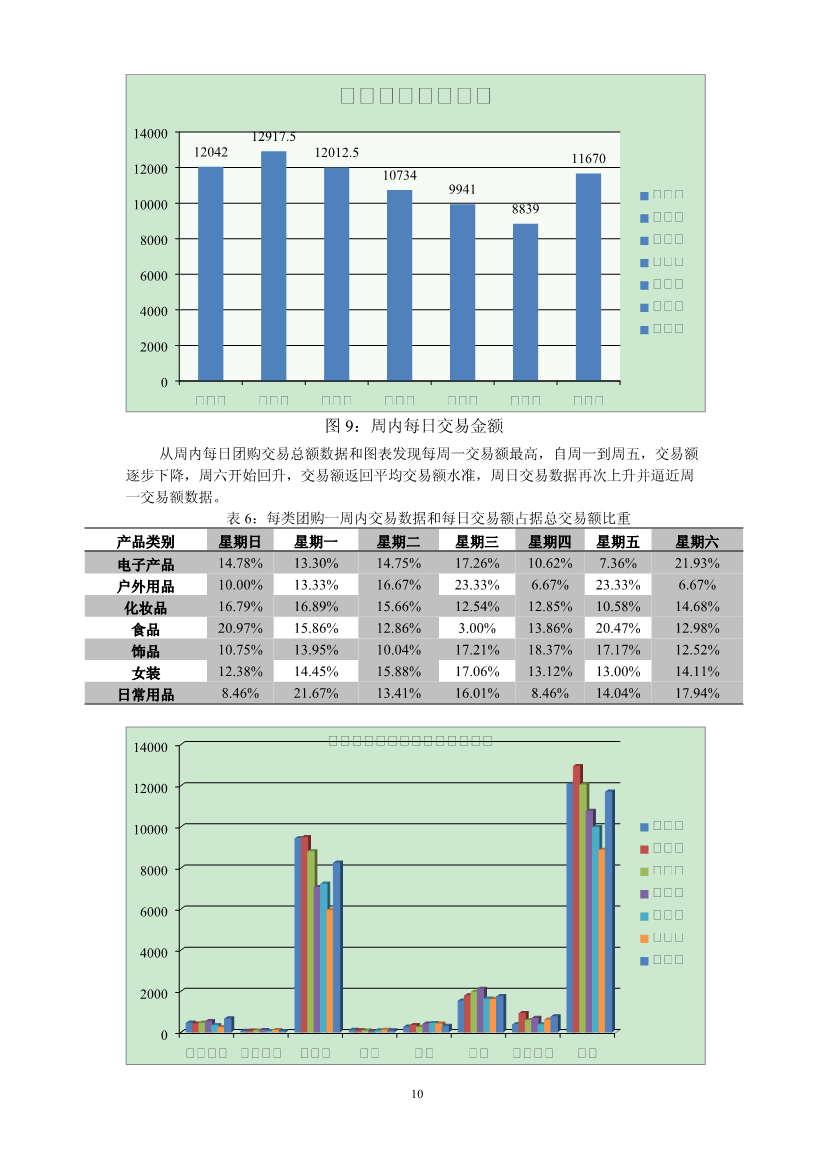 14000
12000
10000
8000
6000
4000
2000
0
12042
12917.5
12012.5
10734
9941
8839
11670
图 9：周内每日交易金额
从周内每日团购交易总额数据和图表发现每周一交易额最高，自周一到周五，交易额
逐步下降，周六开始回升，交易额返回平均交易额水准，周日交易数据再次上升并逼近周
一交易额数据。
表 6：每类团购一周内交易数据和每日交易额占据总交易额比重
产品类别 星期日 星期一 星期二 星期三 星期四 星期五 星期六
电子产品 14.78% 13.30% 14.75% 17.26% 10.62% 7.36% 21.93%
户外用品 10.00% 13.33% 16.67% 23.33% 6.67% 23.33% 6.67%
化妆品 16.79% 16.89% 15.66% 12.54% 12.85% 10.58% 14.68%
食品 20.97% 15.86% 12.86% 3.00% 13.86% 20.47% 12.98%
饰品 10.75% 13.95% 10.04% 17.21% 18.37% 17.17% 12.52%
女装 12.38% 14.45% 15.88% 17.06% 13.12% 13.00% 14.11%
日常用品 8.46% 21.67% 13.41% 16.01% 8.46% 14.04% 17.94%
14000
12000
10000
8000
6000
4000
2000
0
10